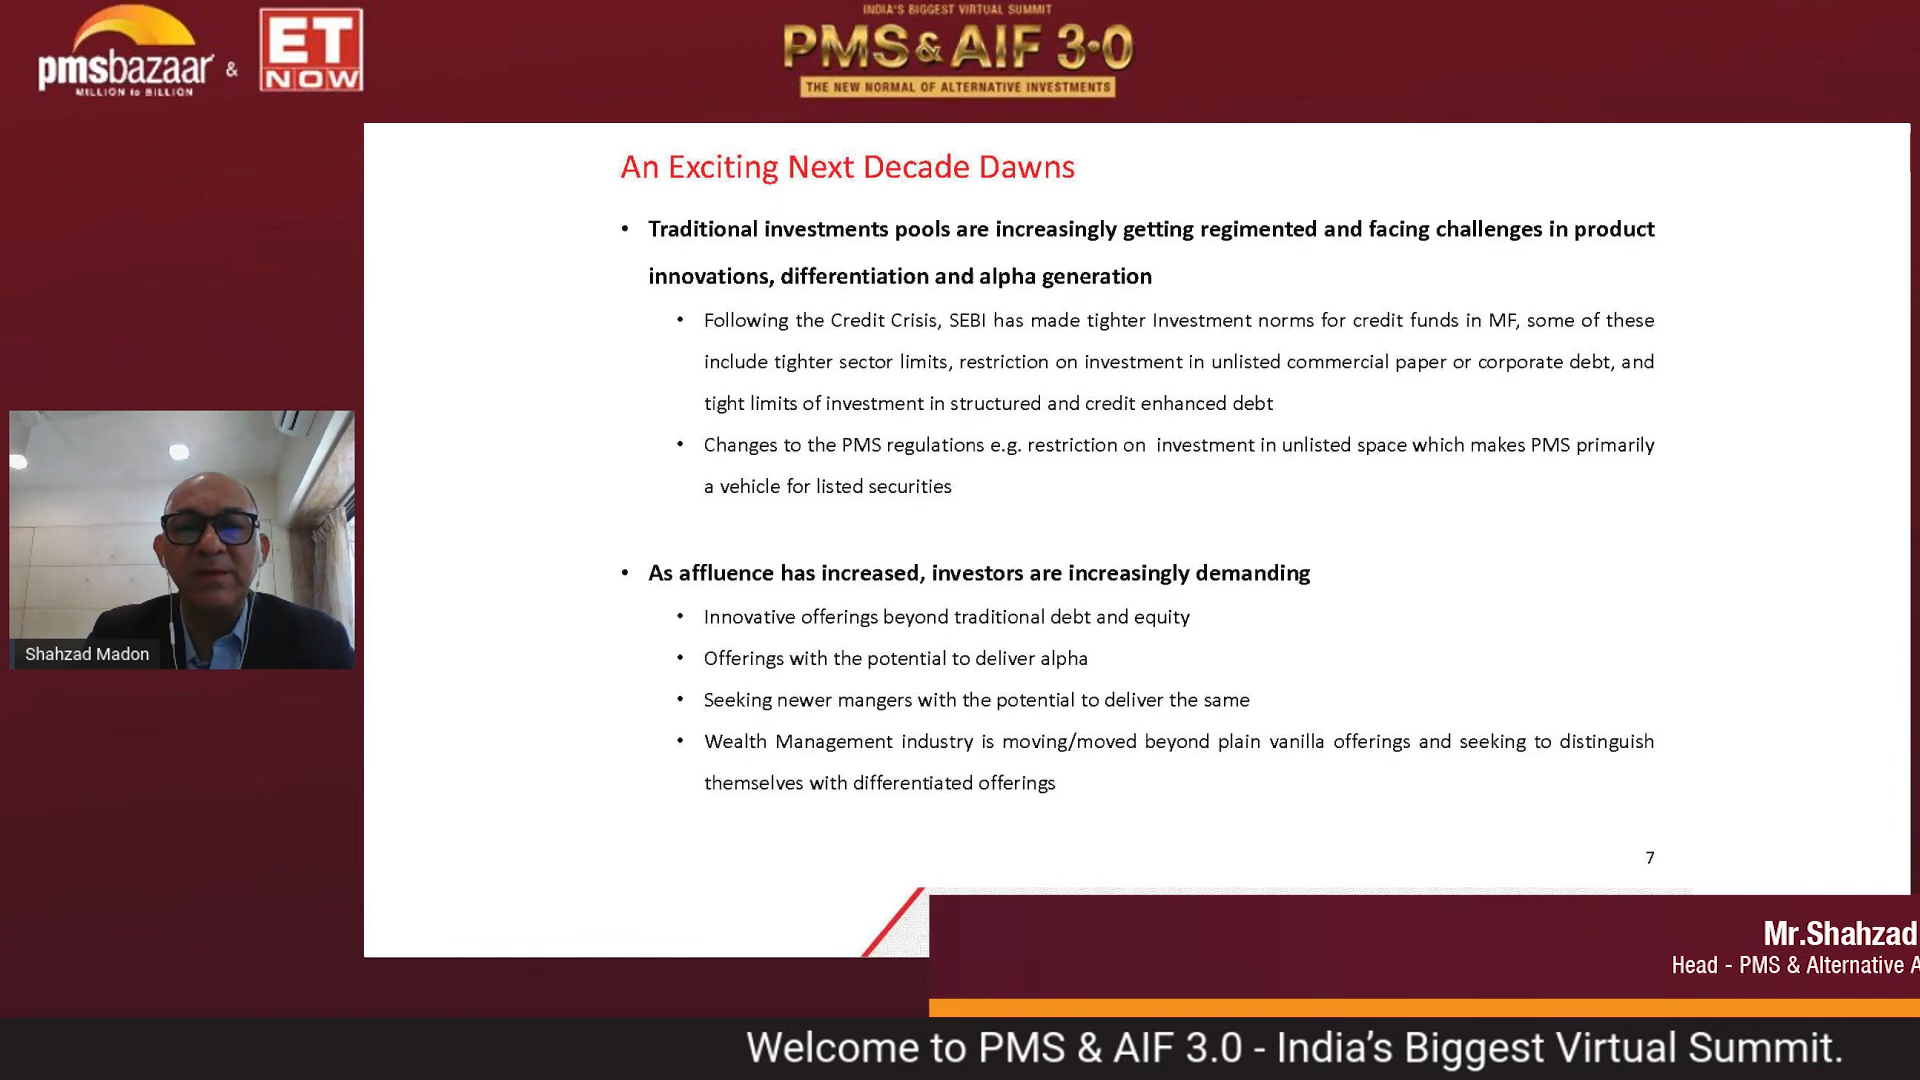 INDIA'S BIGGEST VIRTUAL SUMMIT
PMS & AIF 3.0
THE NEW NORMAL OF ALTERNATIVE INVESTMENTS
pmsbazaar
MILLION to BILLION
&
ET
NOW
An Exciting Next Decade Dawns
• Traditional investments pools are increasingly getting regimented and facing challenges in product
innovations, differentiation and alpha generation
• Following the Credit Crisis, SEBI has made tighter Investment norms for credit funds in MF, some of these
include tighter sector limits, restriction on investment in unlisted commercial paper or corporate debt, and
tight limits of investment in structured and credit enhanced debt
• Changes to the PMS regulations e.g. restriction on investment in unlisted space which makes PMS primarily
a vehicle for listed securities
• As affluence has increased, investors are increasingly demanding
• Innovative offerings beyond traditional debt and equity
• Offerings with the potential to deliver alpha
• Seeking newer mangers with the potential to deliver the same
• Wealth Management industry is moving/moved beyond plain vanilla offerings and seeking to distinguish
themselves with differentiated offerings
7
Shahzad Madon
Mr.Shahzad
Head - PMS & Alternative A
Welcome to PMS & AIF 3.0 - India's Biggest Virtual Summit.